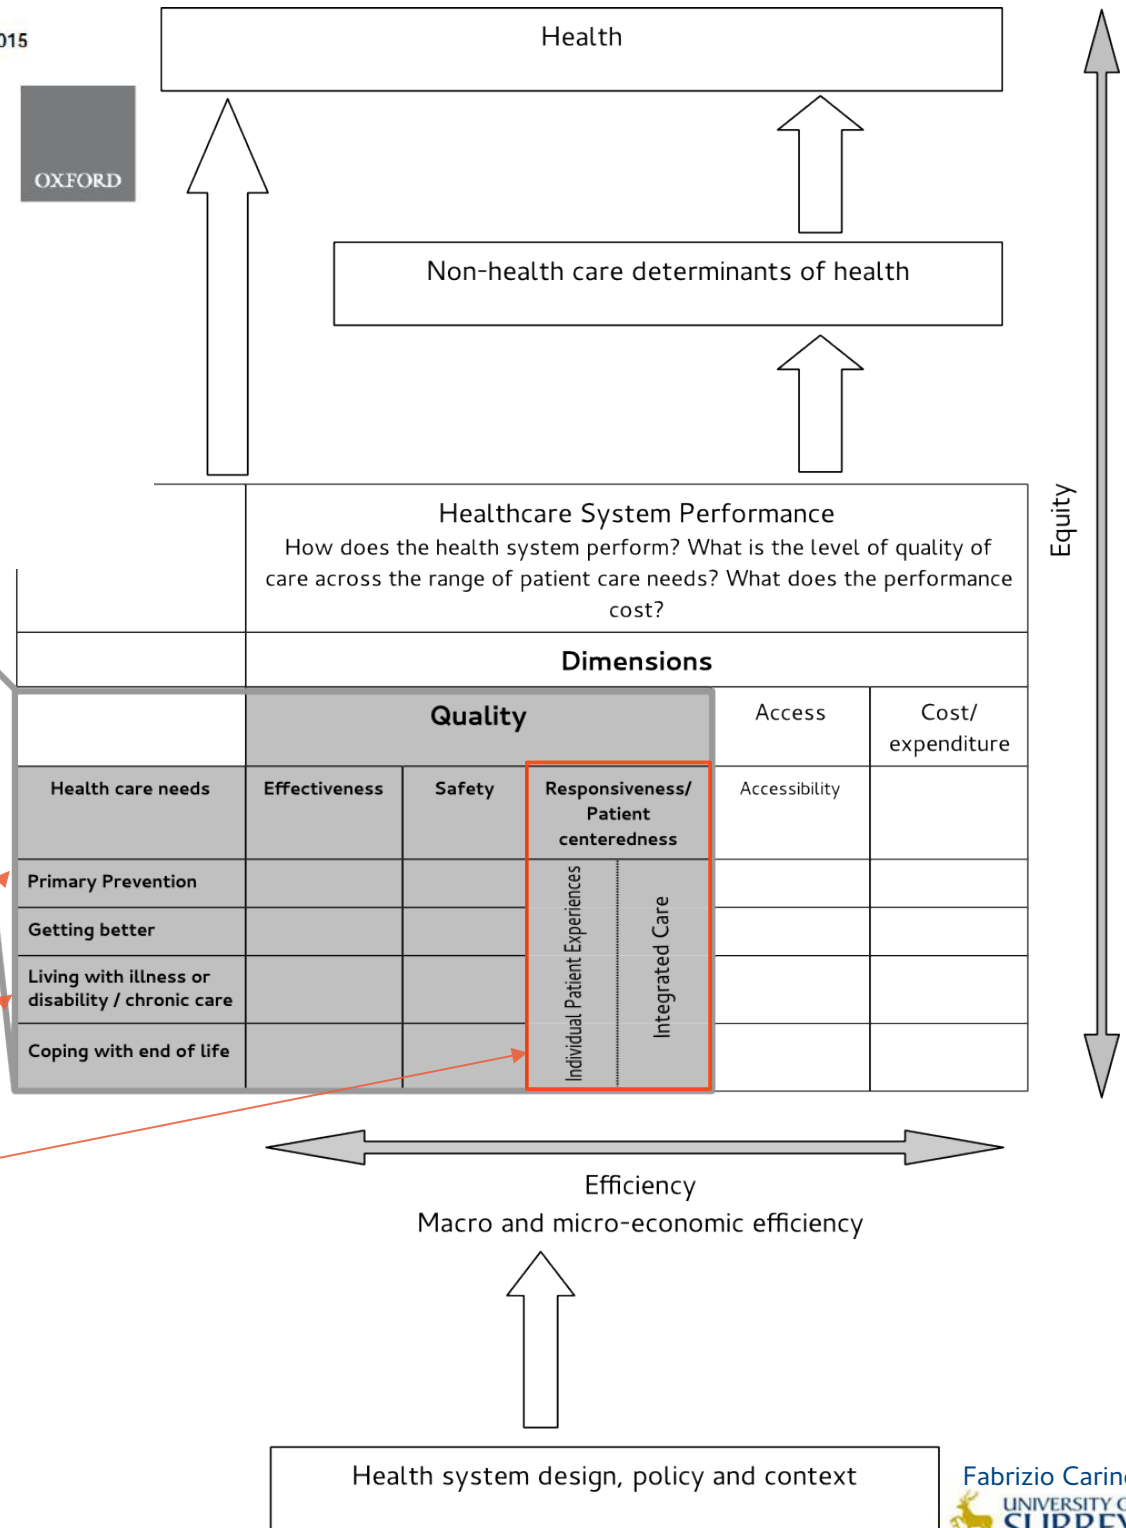 015
Health
OXFORD
Non-health care determinants of health
Healthcare System Performance
How does the health system perform? What is the level of quality of
care across the range of patient care needs? What does the performance
cost?
Equity
Dimensions
Quality
Access
Cost/
expenditure
Health care needs
Effectiveness
Safety
Responsiveness/
Patient
centeredness
Accessibility
Primary Prevention
Getting better
Living with illness or
disability / chronic care
Coping with end of life
Individual Patient Experiences
Integrated Care
Efficiency
Macro and micro-economic efficiency
Health system design, policy and context
Fabrizio Carin
UNIVERSITY O
SURREY